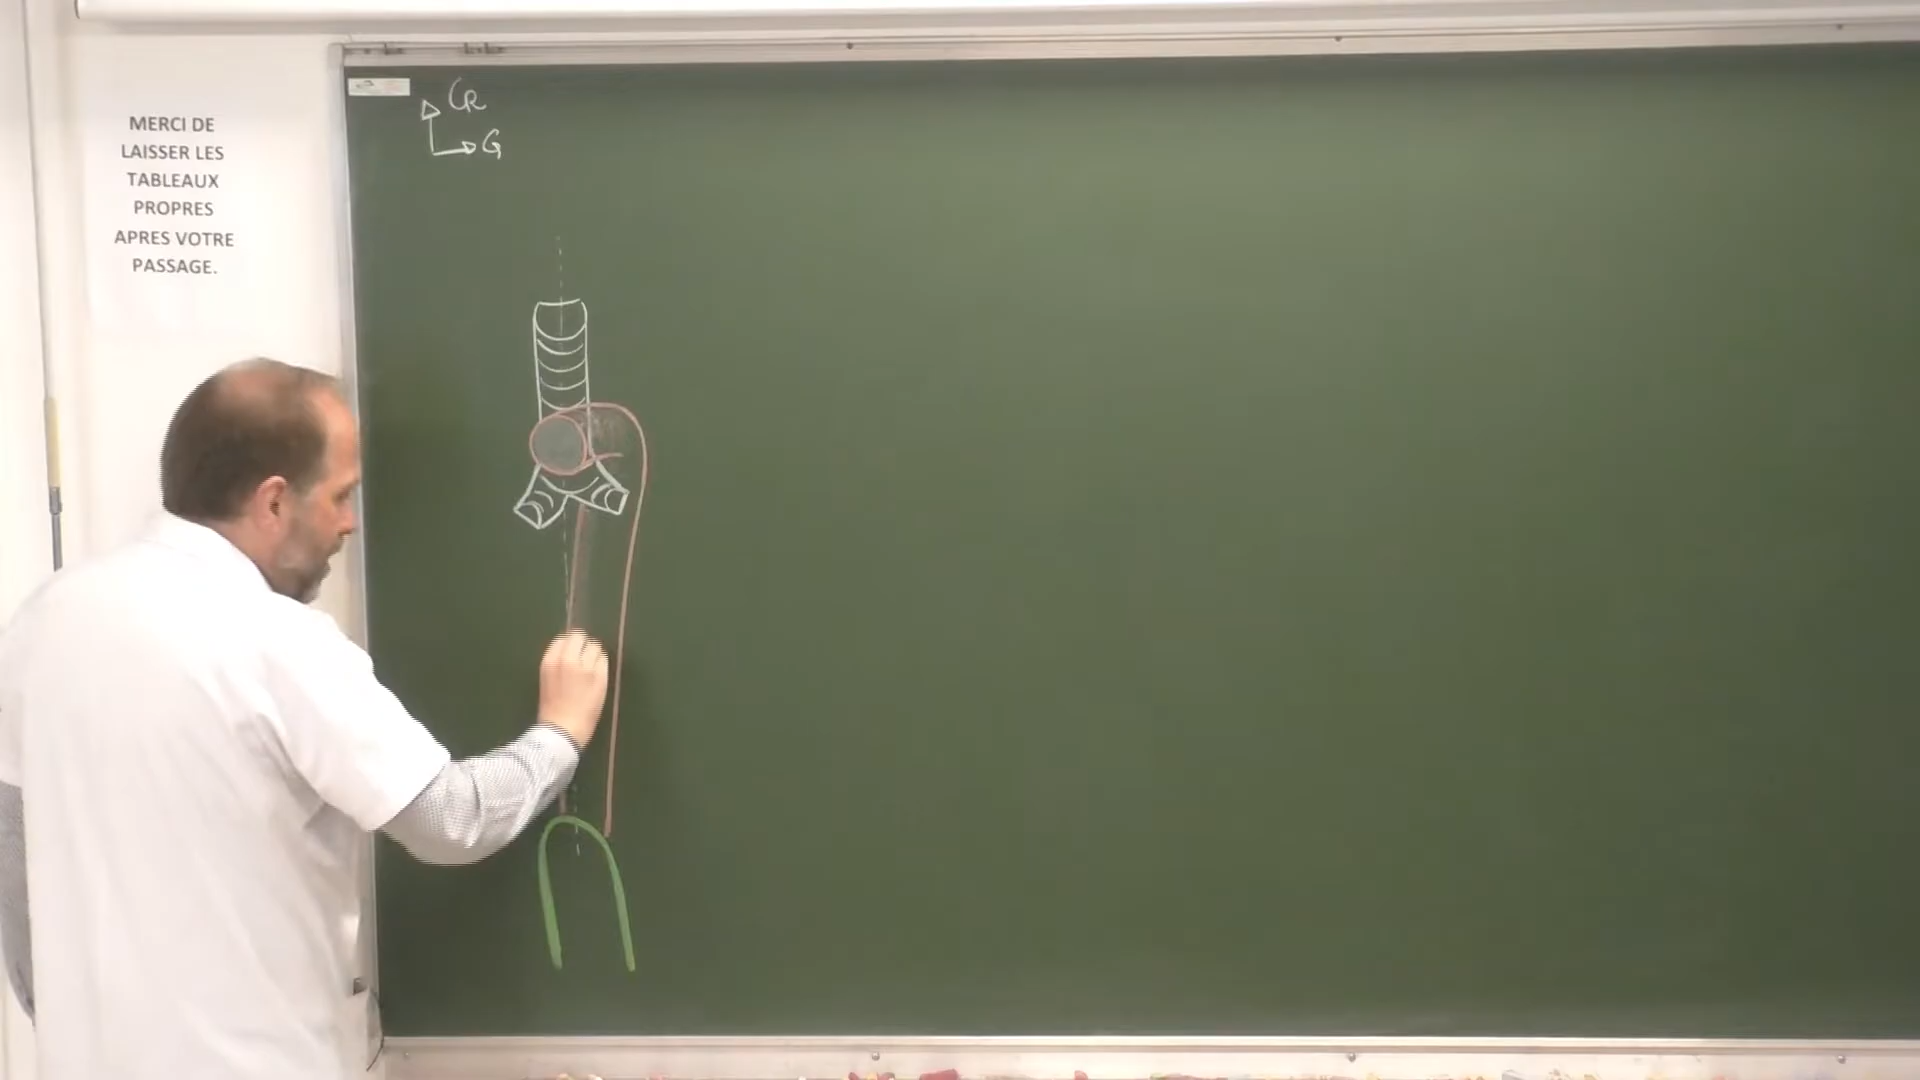 MERCI DE
LAISSER LES
TABLEAUX
PROPRES
APRES VOTRE
PASSAGE.
CR
G